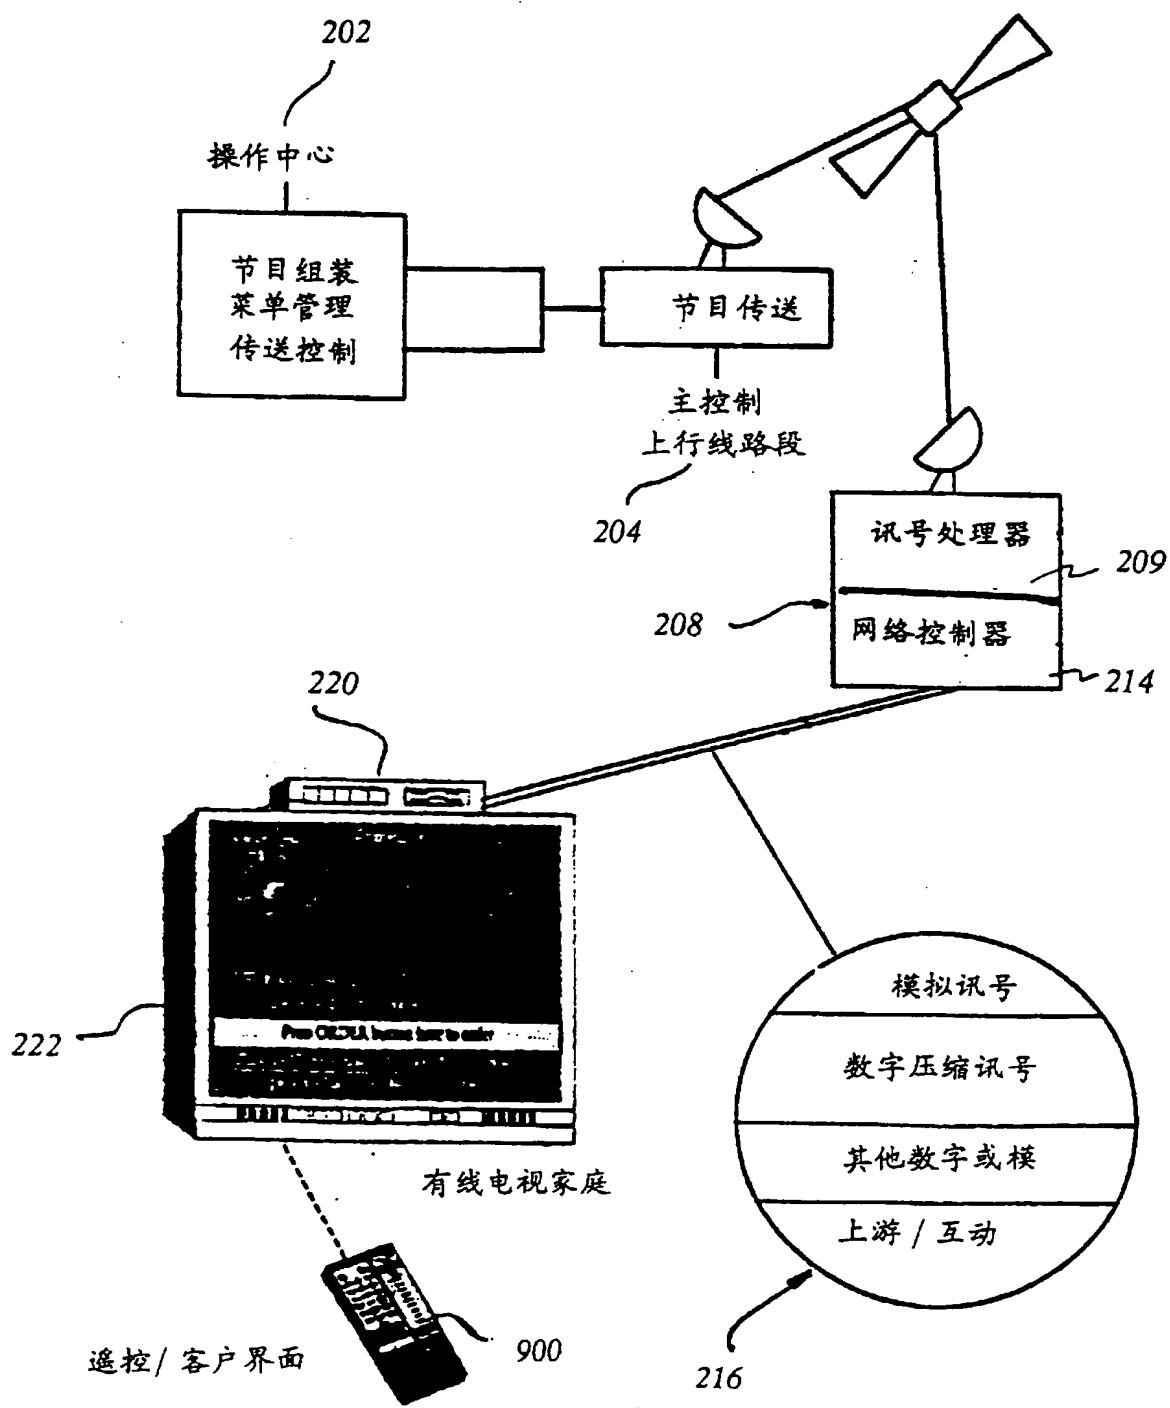 202
操作中心
节目组装
菜单管理
传送控制
节目传送
主控制
上行线路段
204
讯号处理器
209
208
网络控制器
214
220
222
模拟讯号
数字压缩讯号
其他数字或模
上游/互动
216
有线电视家庭
900
遥控/客户界面